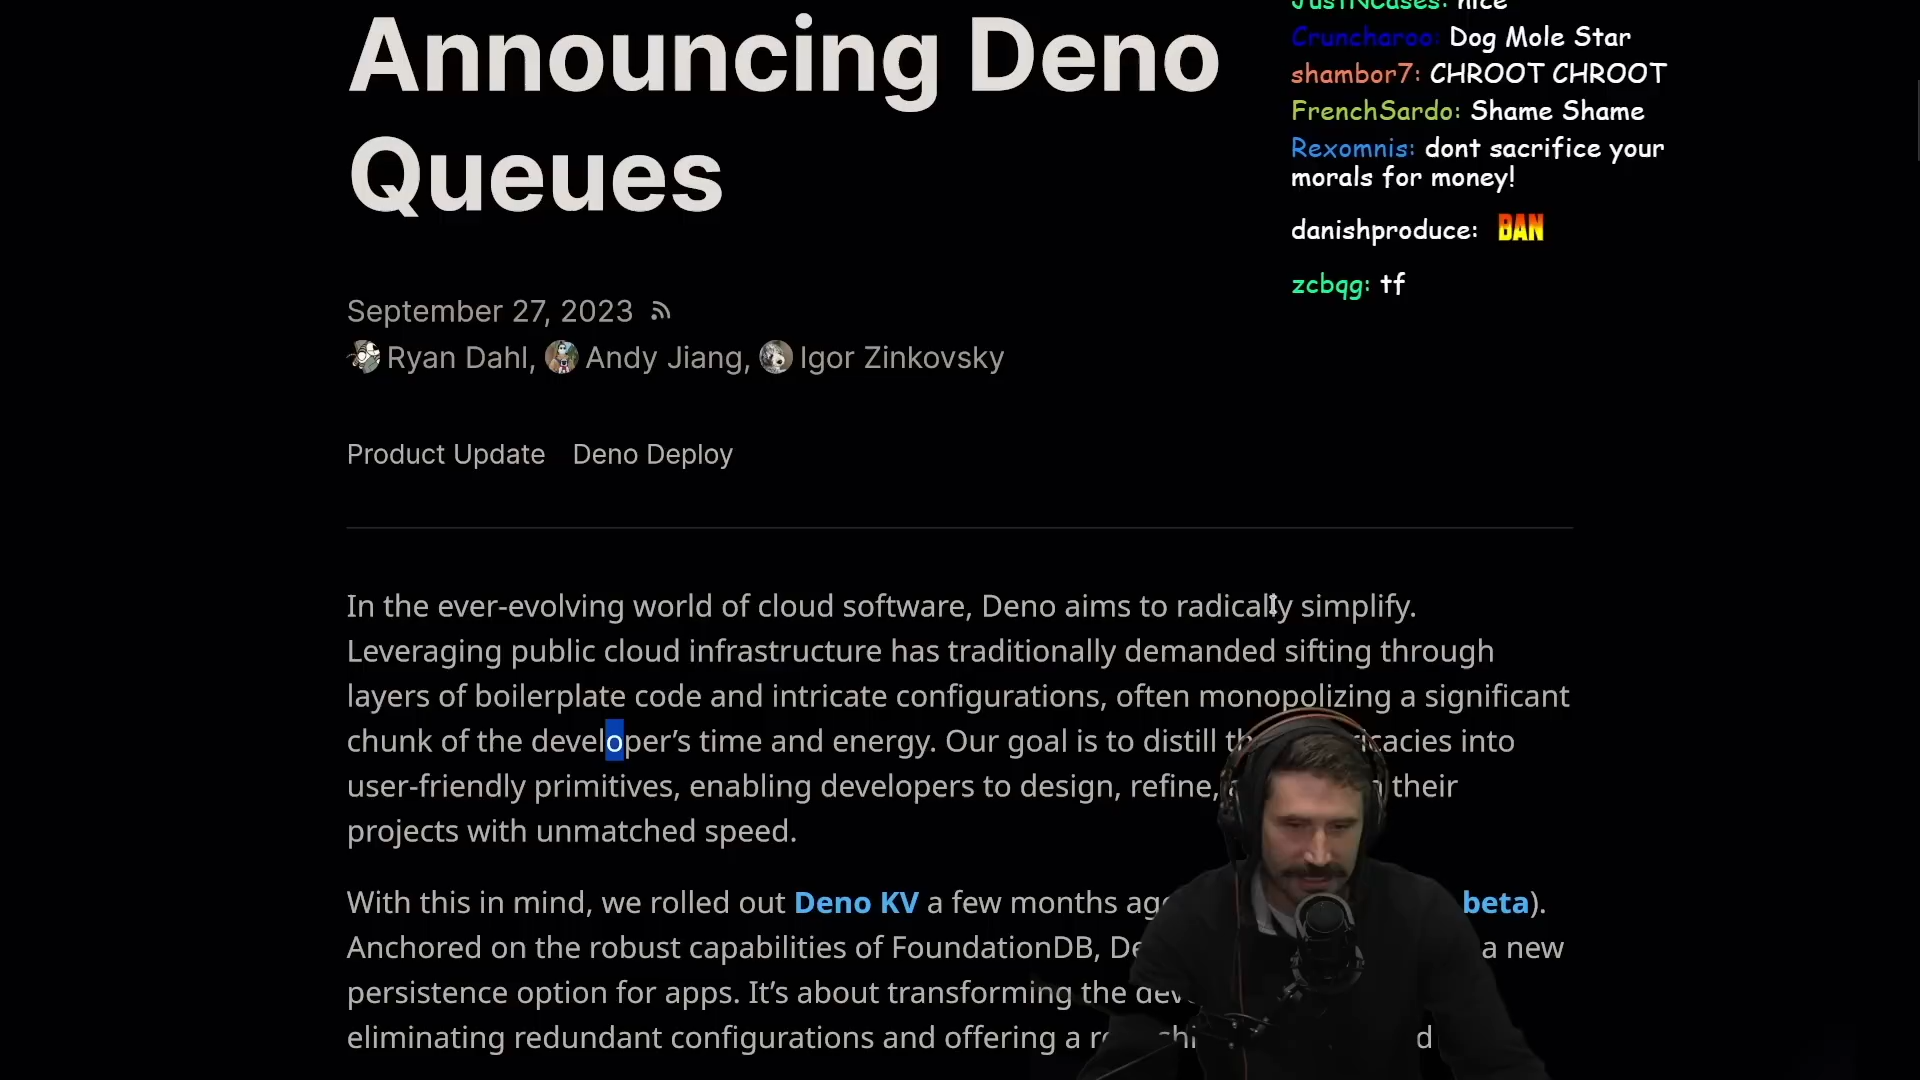 Announcing Deno
Queues
September 27, 2023
Ryan Dahl, Andy Jiang, Igor Zinkovsky
Product Update Deno Deploy
In the ever-evolving world of cloud software, Deno aims to radically simplify.
Leveraging public cloud infrastructure has traditionally demanded sifting through
layers of boilerplate code and intricate configurations, often monopolizing a significant
chunk of the developer’s time and energy. Our goal is to distill into
user-friendly primitives, enabling developers to design, refine, their
projects with unmatched speed.
With this in mind, we rolled out Deno KV a few months beta).
Anchored on the robust capabilities of FoundationDB, a new
persistence option for apps. It’s about transforming the
eliminating redundant configurations and offering a
JustNCases: nice
Cruncharoo: Dog Mole Star
shambor7: CHROOT CHROOT
FrenchSardo: Shame Shame
Rexomnis: dont sacrifice your
morals for money!
danishproduce: BAN
zcbqg: tf